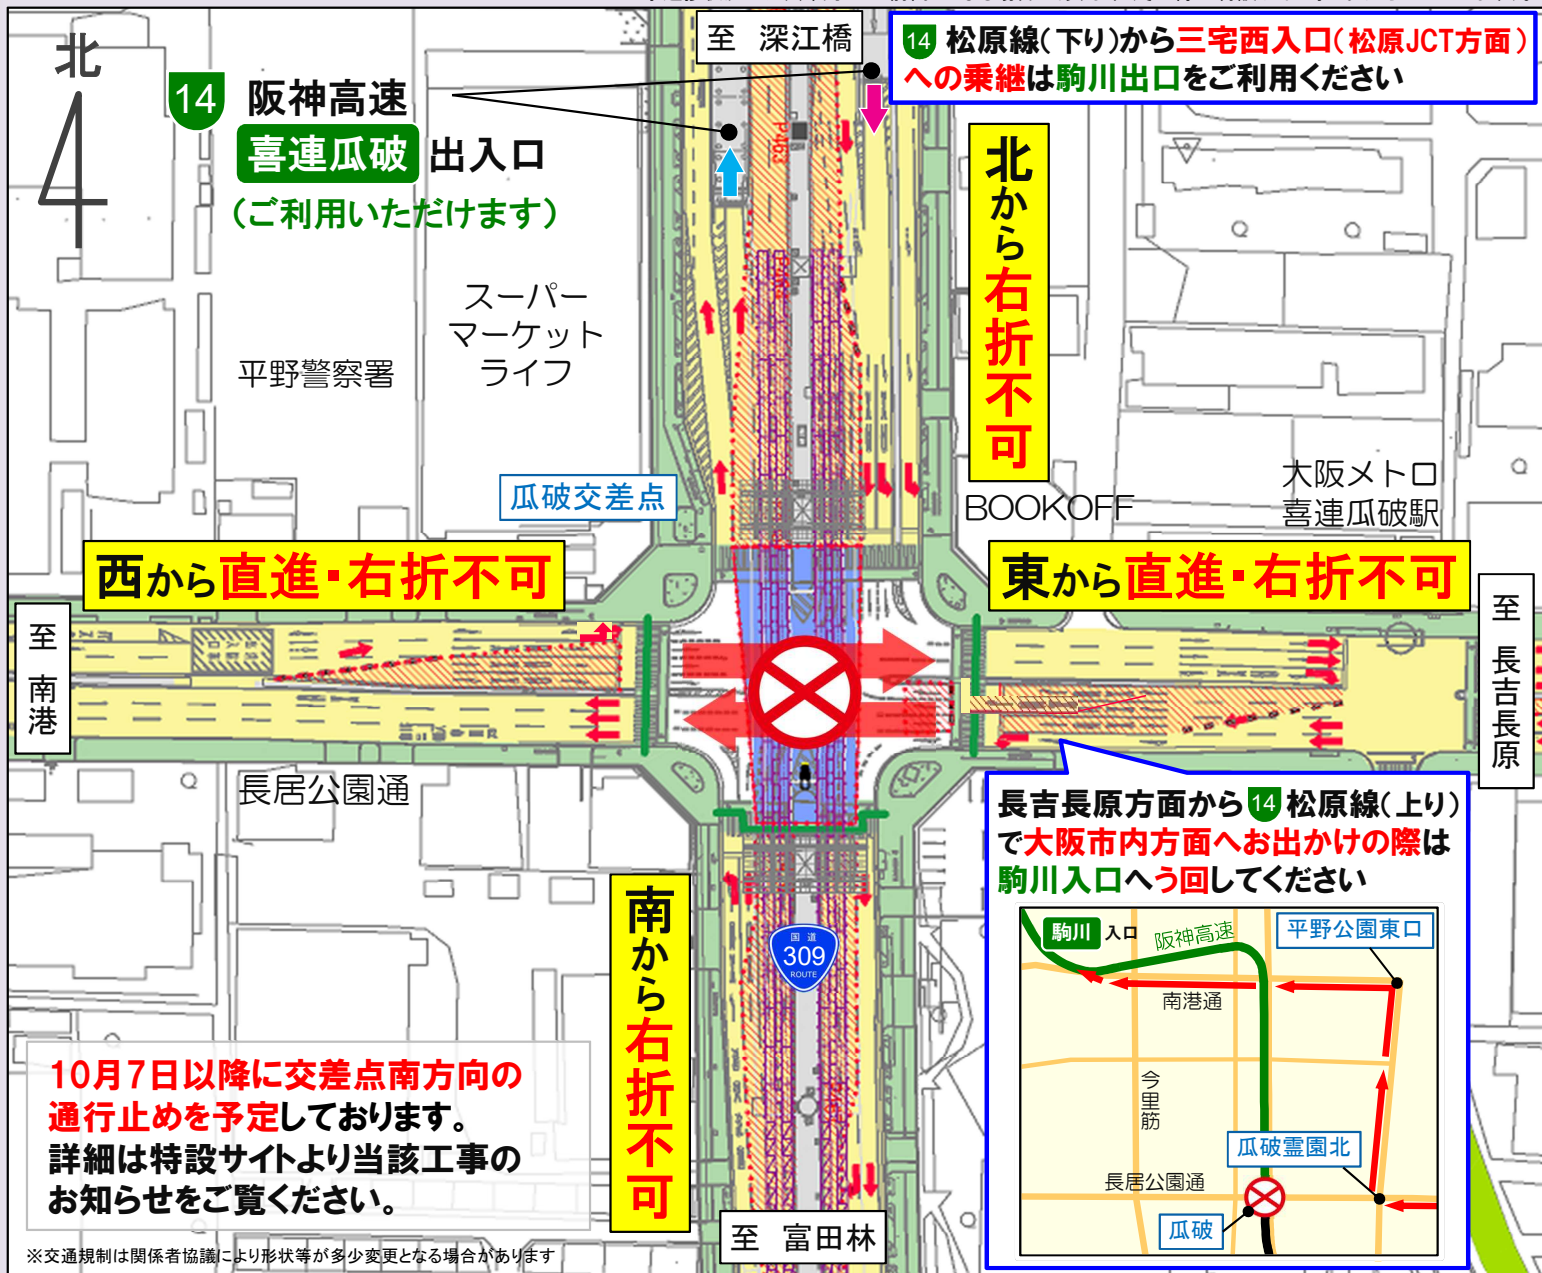 北
14 阪神高速
喜連瓜破 出入口
（ご利用いただけます）
至 深江橋
14 松原線（下り）から三宅西入口（松原JCT方面）
への乗継は駒川出口をご利用ください
北から右折不可
スーパー
マーケット
ライフ
平野警察署
瓜破交差点
BOOKOFF
大阪メトロ
喜連瓜破駅
西から直進・右折不可
東から直進・右折不可
至 南港
至 長吉長原
長居公園通
長吉長原方面から14松原線（上り）
で大阪市内方面へお出かけの際は
駒川入口へう回してください
南から右折不可
国道
309
ROUTE
駒川 入口
阪神高速
平野公園東口
南港通
今里筋
瓜破霊園北
長居公園通
瓜破
10月7日以降に交差点南方向の
通行止めを予定しております。
詳細は特設サイトより当該工事の
お知らせをご覧ください。
至 富田林
※交通規制は関係者協議により形状等が多少変更となる場合があります